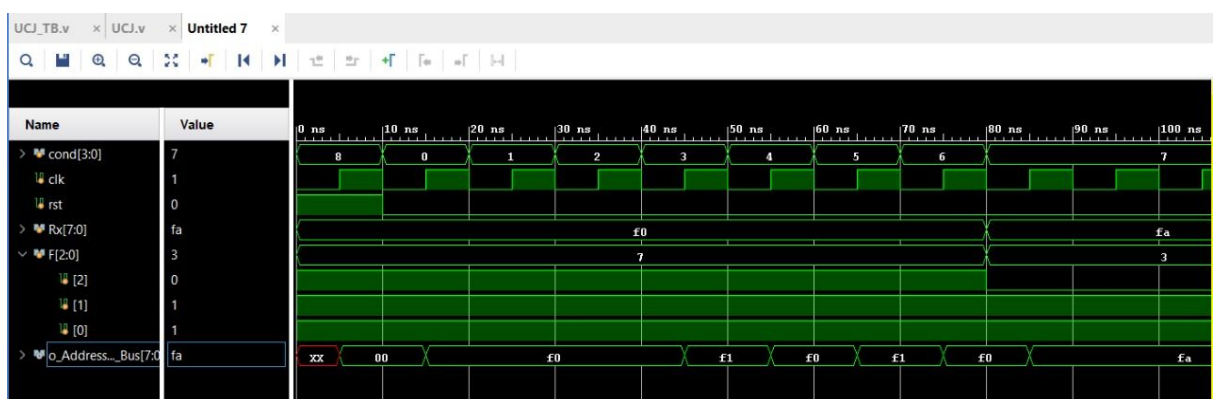 UCJ_TB.v × UCJ.v × Untitled 7 ×
Name Value 0 ns 10 ns 20 ns 30 ns 40 ns 50 ns 60 ns 70 ns 80 ns 90 ns 100 ns
cond[3:0] 7 8 0 1 2 3 4 5 6 7
clk 1
rst 0
Rx[7:0] fa f0 fa
F[2:0] 3 7 3
[2] 0
[1] 1
[0] 1
o_Address..._Bus[7:0 fa XX 00 f0 f1 f0 f1 f0 fa